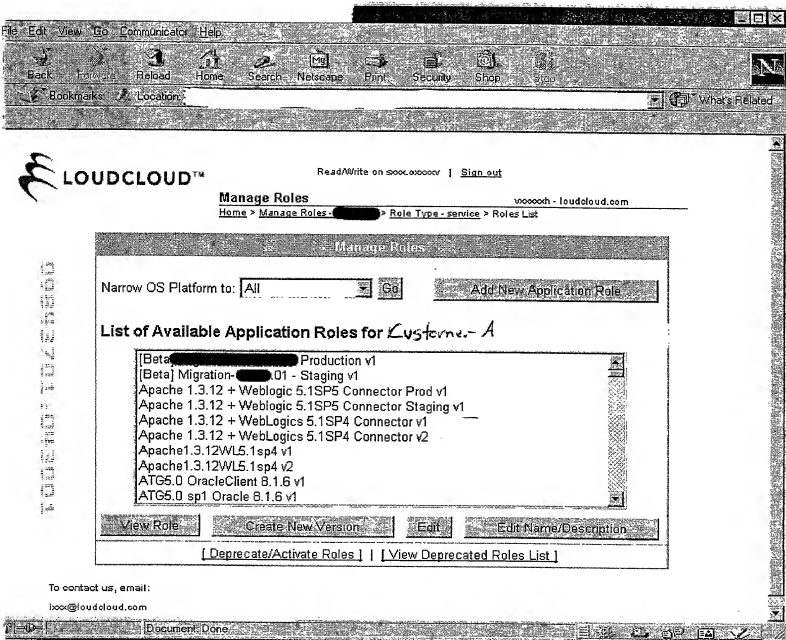 File Edit View Go Communicator Help
Back Forward Reload Home Search Netscape Print Security Shop Stop
Bookmarks Location: What's Related
LOUDCLOUD™
Read/Write on | Sign out
Manage Roles
- loudcloud.com
Home > Manage Roles - > Role Type - service > Roles List
Manage Roles
Narrow OS Platform to: All Go Add New Application Role
List of Available Application Roles for Customer - A
[Beta Production v1
[Beta] Migration- .01 - Staging v1
Apache 1.3.12 + Weblogic 5.1SP5 Connector Prod v1
Apache 1.3.12 + Weblogic 5.1SP5 Connector Staging v1
Apache 1.3.12 + WebLogics 5.1SP4 Connector v1
Apache 1.3.12 + WebLogics 5.1SP4 Connector v2
Apache1.3.12WL5.1sp4 v1
Apache1.3.12WL5.1sp4 v2
ATG5.0 OracleClient 8.1.6 v1
ATG5.0 sp1 Oracle 8.1.6 v1
View Role Create New Version Edit Edit Name/Description
[ Deprecate/Activate Roles ] | [ View Deprecated Roles List ]
To contact us, email:
@loudcloud.com
Document: Done